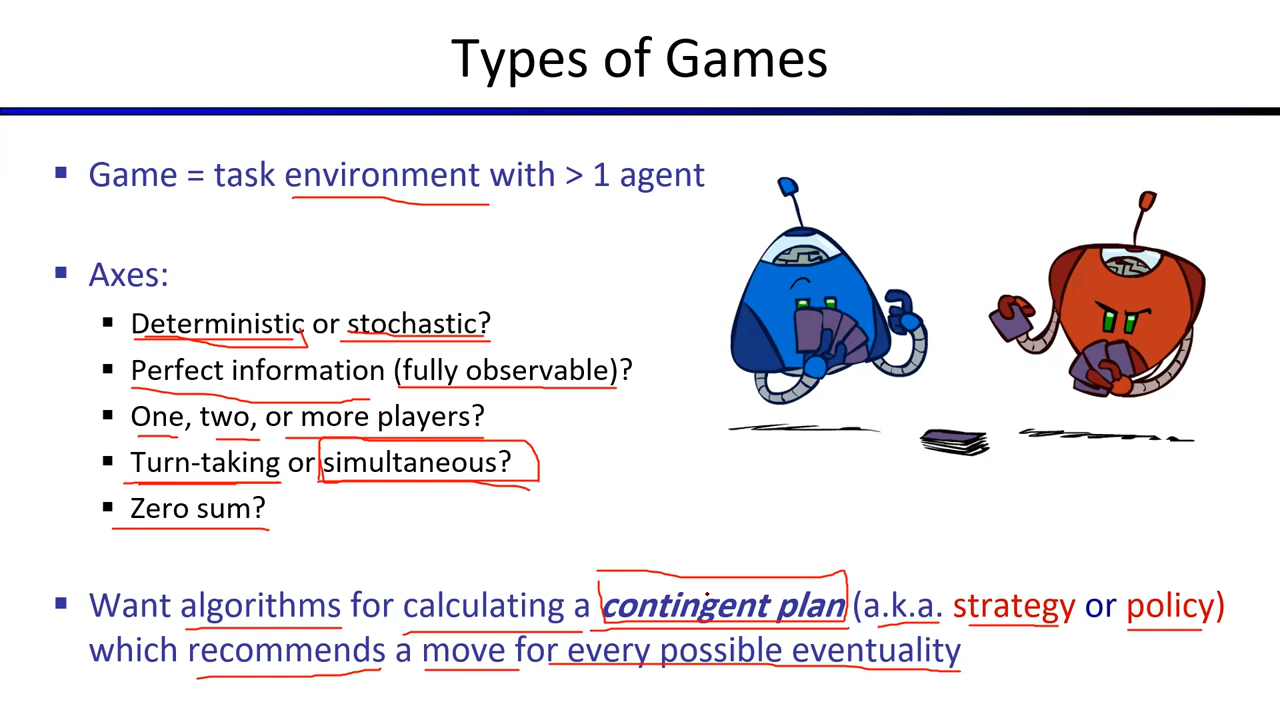 Types of Games
▪ Game = task environment with > 1 agent
▪ Axes:
▪ Deterministic or stochastic?
▪ Perfect information (fully observable)?
▪ One, two, or more players?
▪ Turn-taking or simultaneous?
▪ Zero sum?
▪ Want algorithms for calculating a contingent plan (a.k.a. strategy or policy)
which recommends a move for every possible eventuality